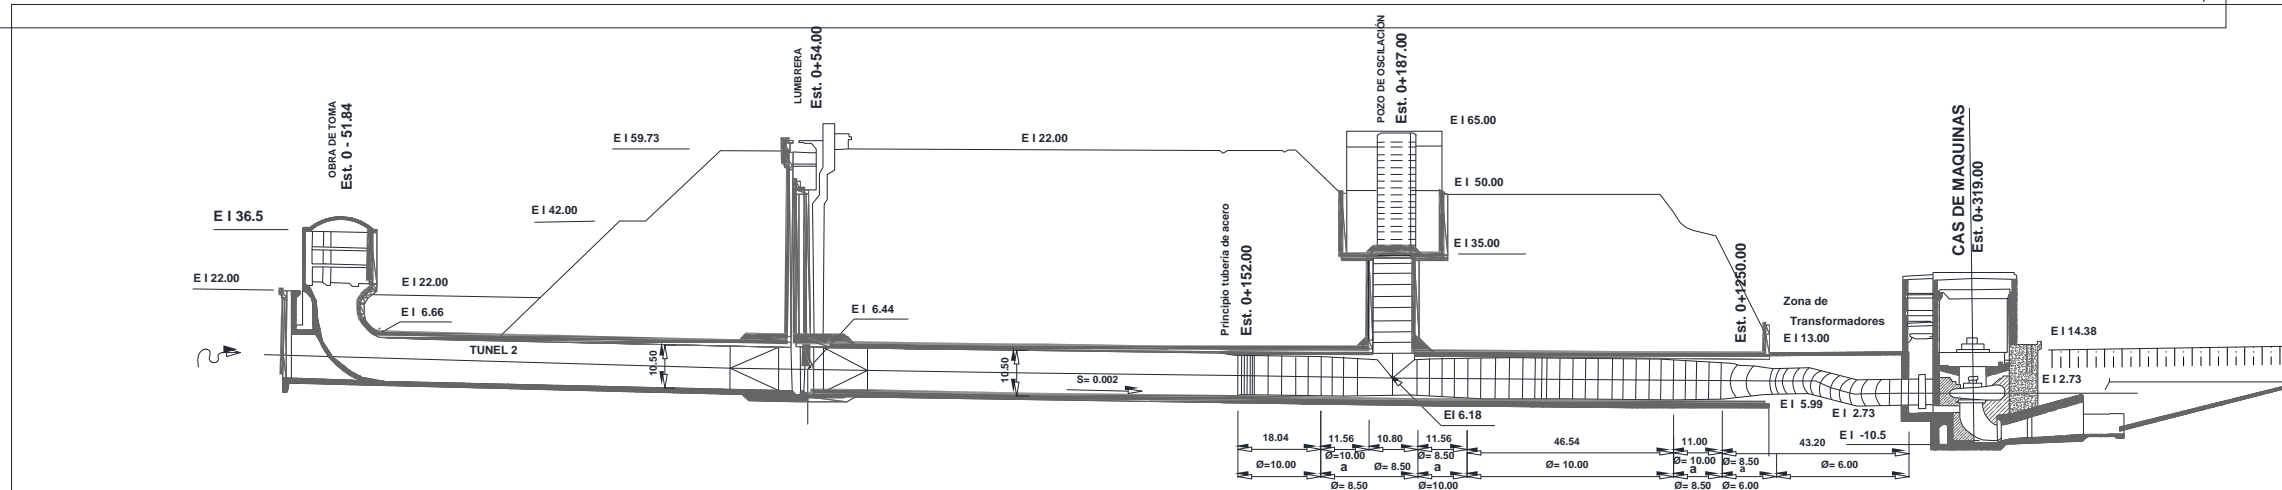 OBRA DE TOMA
Est. 0 - 51.84
LUMBRERA
Est. 0+54.00
POZO DE OSCILACIÓN
Est. 0+187.00
E I 59.73
E I 22.00
E I 65.00
E I 42.00
E I 36.5
E I 50.00
CAS DE MAQUINAS
Est. 0+319.00
E I 35.00
Principio tubería de acero
Est. 0+152.00
Est. 0+1250.00
E I 22.00
E I 22.00
E I 6.66
E I 6.44
Zona de
Transformadores
E I 13.00
E I 14.38
TUNEL 2
10.50
10.50
S= 0.002
E I 2.73
EI 6.18
E I 5.99
E I 2.73
E I -10.5
18.04
11.56
10.80
11.56
46.54
11.00
43.20
Ø=10.00
Ø=10.00
a
Ø= 8.50
Ø= 8.50
Ø= 8.50
a
Ø=10.00
Ø= 10.00
Ø= 10.00
a
Ø= 8.50
Ø= 8.50
a
Ø= 6.00
Ø= 6.00